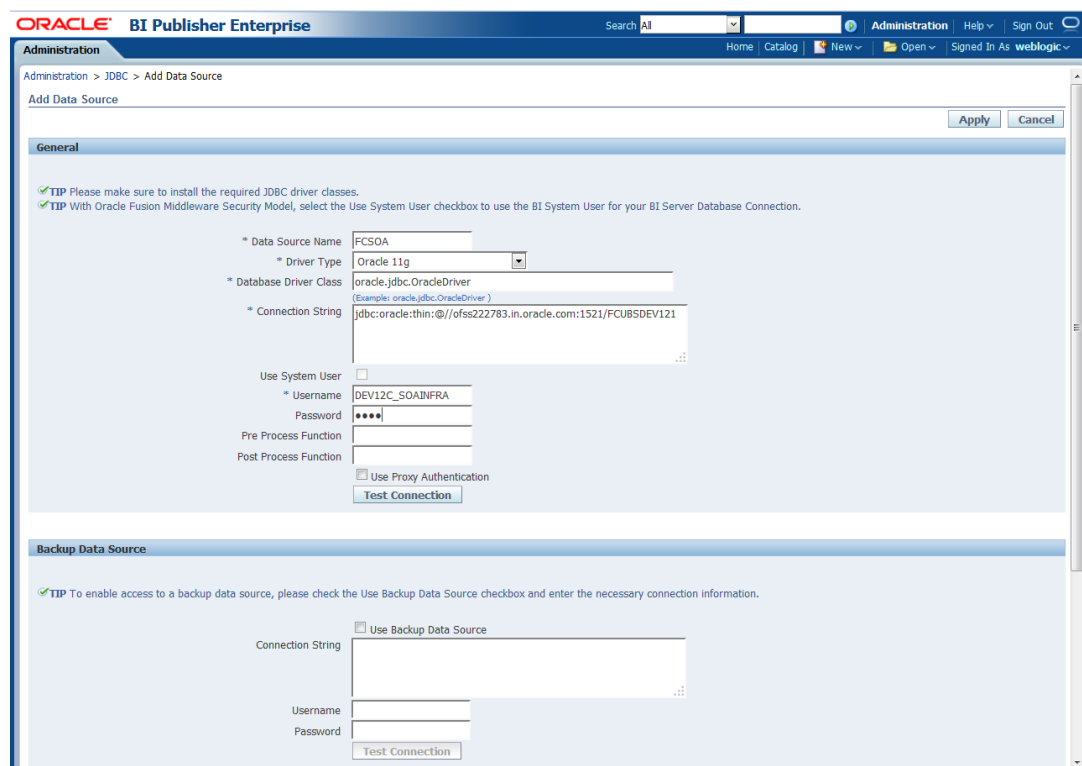 ORACLE® BI Publisher Enterprise Search All Administration Help Sign Out
Administration Home Catalog New Open Signed In As weblogic
Administration > JDBC > Add Data Source
Add Data Source
Apply Cancel
General
TIP Please make sure to install the required JDBC driver classes.
TIP With Oracle Fusion Middleware Security Model, select the Use System User checkbox to use the BI System User for your BI Server Database Connection.
* Data Source Name FCSOA
* Driver Type Oracle 11g
* Database Driver Class oracle.jdbc.OracleDriver
(Example: oracle.jdbc.OracleDriver )
* Connection String jdbc:oracle:thin:@//ofss222783.in.oracle.com:1521/FCUBSDEV121
Use System User
* Username DEV12C_SOAINFRA
Password ••••
Pre Process Function
Post Process Function
Use Proxy Authentication
Test Connection
Backup Data Source
TIP To enable access to a backup data source, please check the Use Backup Data Source checkbox and enter the necessary connection information.
Use Backup Data Source
Connection String
Username
Password
Test Connection